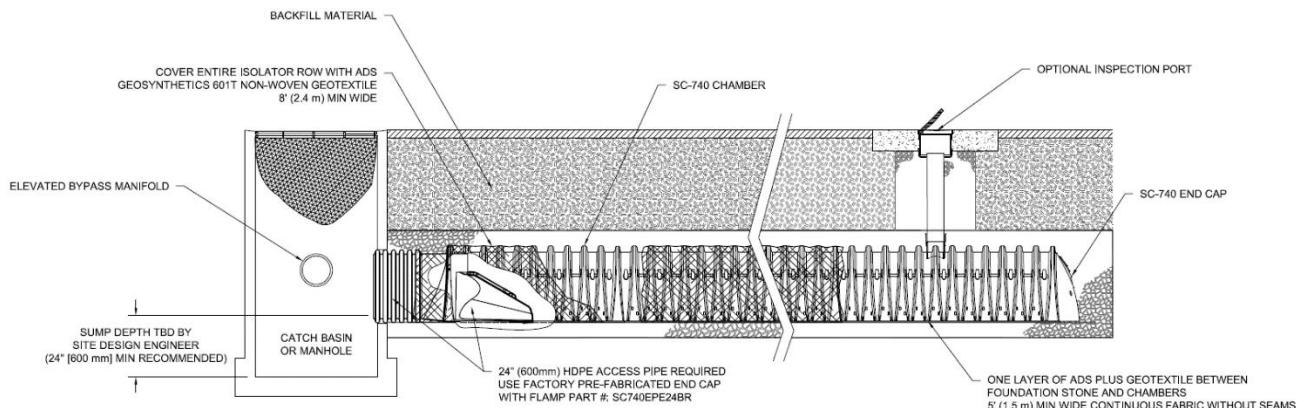 BACKFILL MATERIAL
COVER ENTIRE ISOLATOR ROW WITH ADS
GEOSYNTHETICS 601T NON-WOVEN GEOTEXTILE
8' (2.4 m) MIN WIDE
SC-740 CHAMBER
OPTIONAL INSPECTION PORT
ELEVATED BYPASS MANIFOLD
SC-740 END CAP
SUMP DEPTH TBD BY
SITE DESIGN ENGINEER
(24" [600 mm] MIN RECOMMENDED)
CATCH BASIN
OR MANHOLE
24" (600mm) HDPE ACCESS PIPE REQUIRED
USE FACTORY PRE-FABRICATED END CAP
WITH FLAMP PART #: SC740EPE24BR
ONE LAYER OF ADS PLUS GEOTEXTILE BETWEEN
FOUNDATION STONE AND CHAMBERS
5' (1.5 m) MIN WIDE CONTINUOUS FABRIC WITHOUT SEAMS